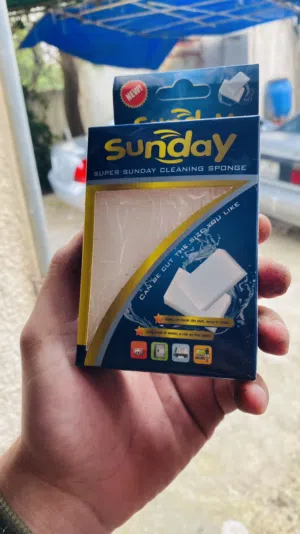 NEW!
Sunday
Sunday
SUPER SUNDAY CLEANING SPONGE
CAN BE CUT THE SIZE YOU LIKE